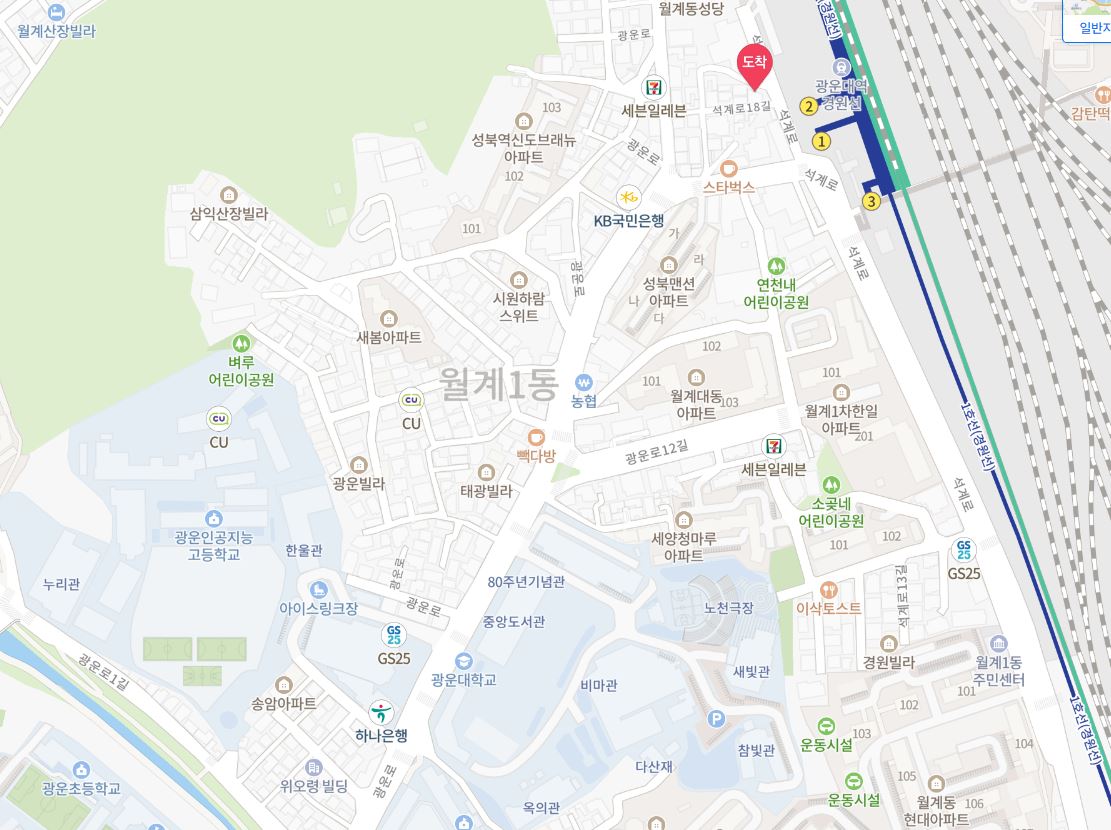 월계산장빌라
월계동성당
(경원선)
일반지
광운로
석
도착
광운대역
경원선
103
세븐일레븐
석계로18길
석계로
2
1
3
감탄떡
성북역신도브래뉴
아파트
102
광운로
스타벅스
석계로
삼익산장빌라
KB국민은행
101
가
라
나
다
시원하람
스위트
광운로
성북맨션
아파트
연천내
어린이공원
석계로
새봄아파트
벼루
어린이공원
월계1동
농협
102
101
월계대동
아파트
103
101
월계1차한일
아파트
201
1호선(경원선)
CU
CU
CU
CU
빽다방
광운로12길
7
세븐일레븐
광운빌라
태광빌라
석계로
소곷네
어린이공원
광운인공지능
고등학교
한울관
세양청마루
아파트
101
102
GS
25
GS25
누리관
광운로
80주년기념관
아이스링크장
광운로
중앙도서관
노천극장
이삭토스트
석계로13길
GS
25
GS25
광운로1길
광운대학교
비마관
새빛관
경원빌라
월계1동
주민센터
송암아파트
101
102
하나은행
P
참빛관
운동시설
103
104
1호선(경원선)
광운초등학교
위오령빌딩
광운로
다산재
105
운동시설
월계동
현대아파트
106
옥의관